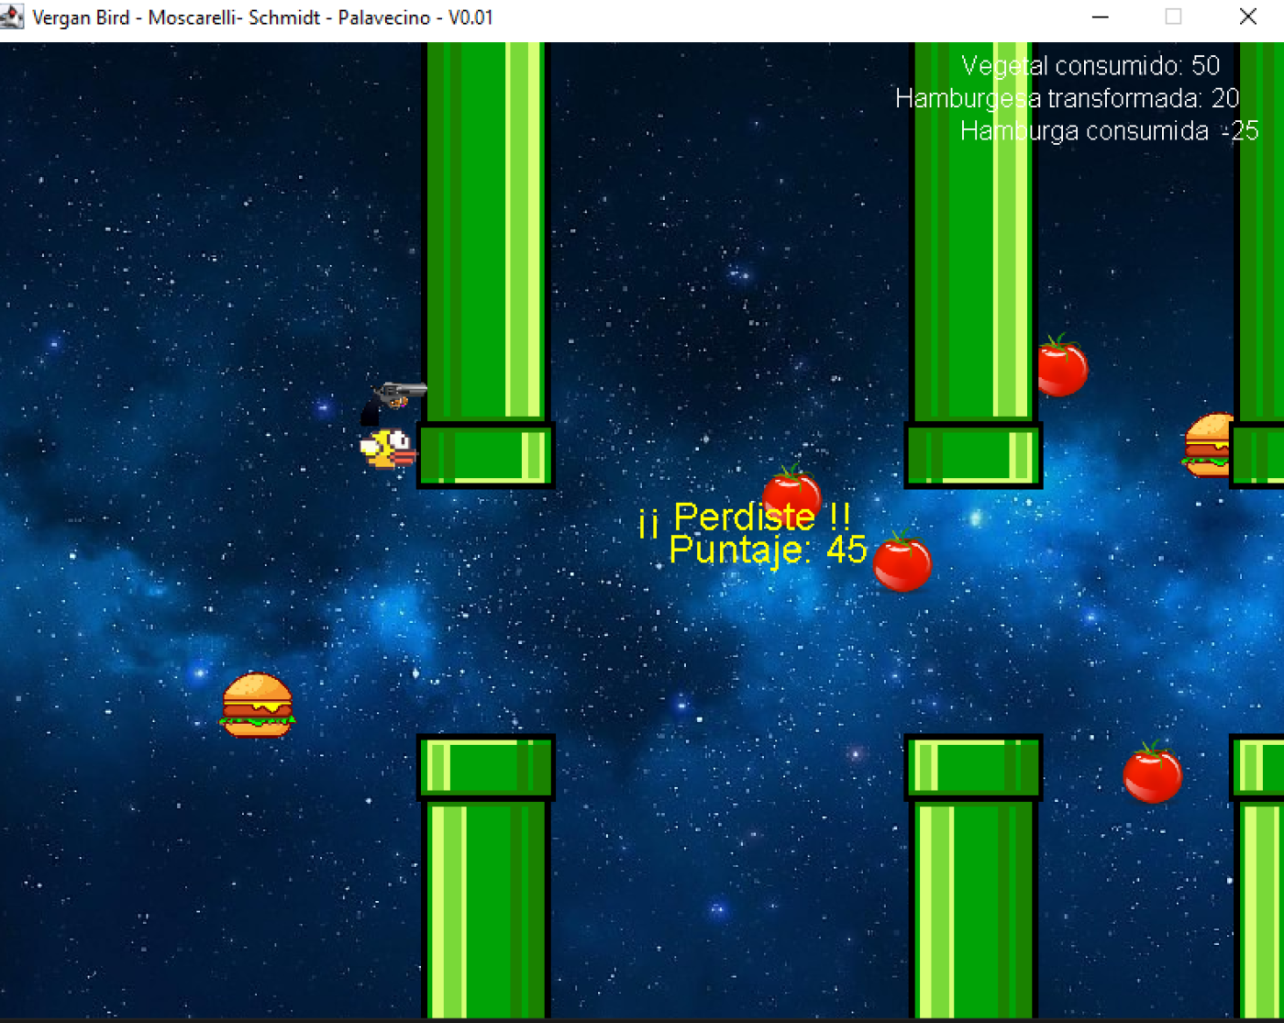 Vergan Bird - Moscarelli- Schmidt - Palavecino - V0.01
Vegetal consumido: 50
Hamburgesa transformada: 20
Hamburga consumida -25
¡¡ Perdiste !!
Puntaje: 45